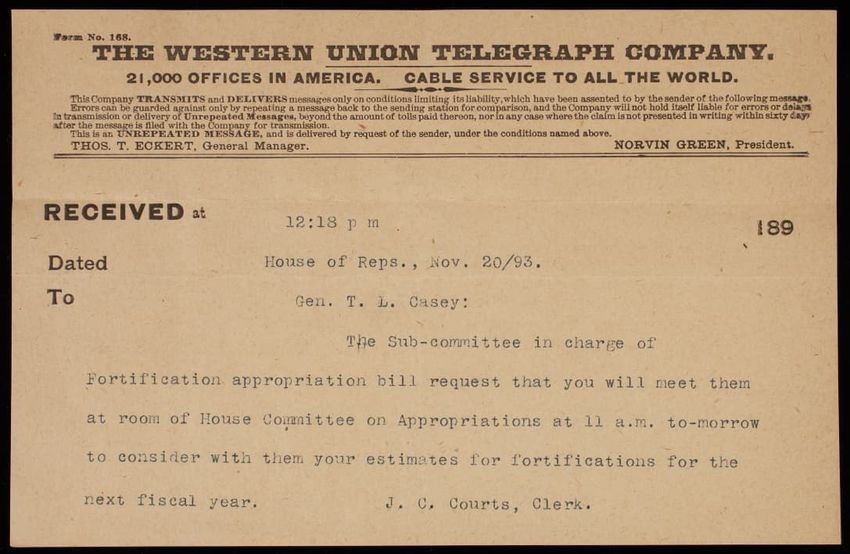 Form No. 168.
THE WESTERN UNION TELEGRAPH COMPANY.
21,000 OFFICES IN AMERICA. CABLE SERVICE TO ALL THE WORLD.
This Company TRANSMITS and DELIVERS messages only on conditions limiting its liability, which have been assented to by the sender of the following message.
Errors can be guarded against only by repeating a message back to the sending station for comparison, and the Company will not hold itself liable for errors or delays
in transmission or delivery of Unrepeated Messages, beyond the amount of tolls paid thereon, nor in any case where the claim is not presented in writing within sixty days
after the message is filed with the Company for transmission.
This is an UNREPEATED MESSAGE, and is delivered by request of the sender, under the conditions named above.
THOS. T. ECKERT, General Manager. NORVIN GREEN, President.
RECEIVED at 12:18 p m 189
Dated House of Reps., Nov. 20/93.
To Gen. T. L. Casey:
The Sub-committee in charge of
Fortification appropriation bill request that you will meet them
at room of House Committee on Appropriations at 11 a.m. to-morrow
to consider with them your estimates for fortifications for the
next fiscal year. J. C. Courts, Clerk.